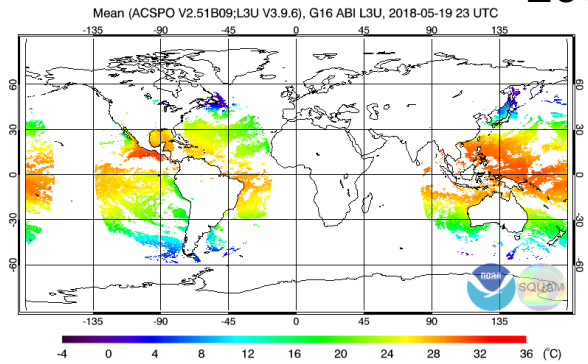 Mean (ACSPO V2.51B09;L3U V3.9.6), G16 ABI L3U, 2018-05-19 23 UTC
-135 -90 -45 0 45 90 135
60 60
30 30
0 0
-30 -30
-60 -60
noaa SQUAM
-135 -90 -45 0 45 90 135
-4 0 4 8 12 16 20 24 28 32 36 (°C)